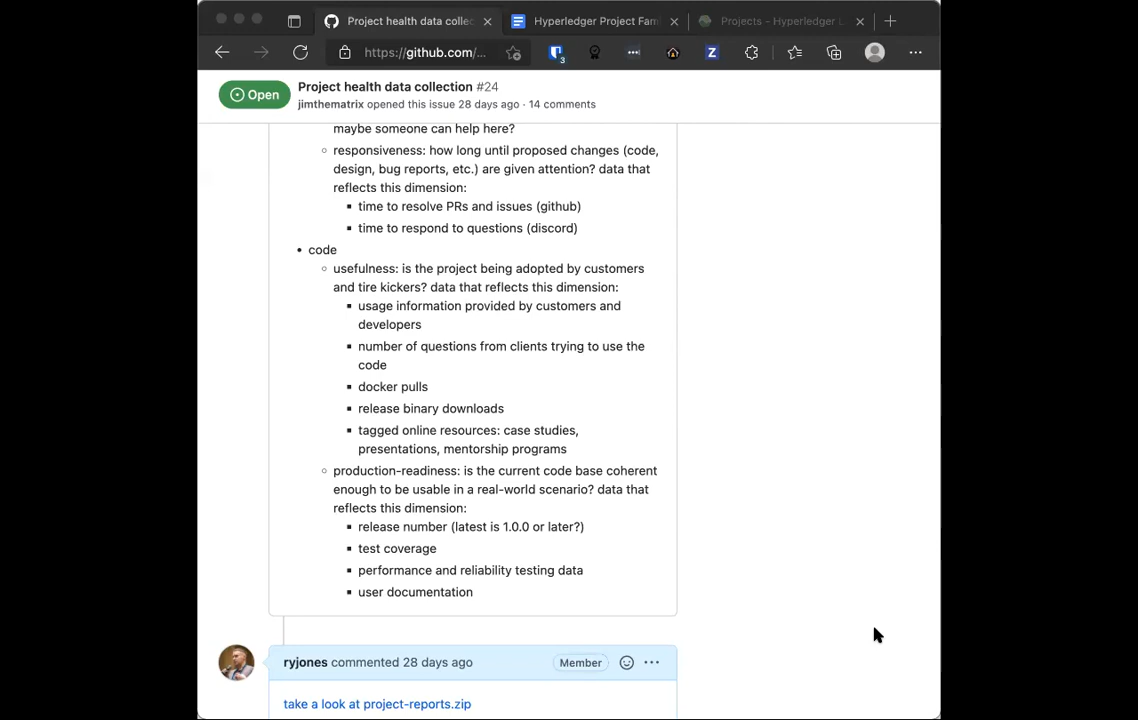 Project health data collec
Hyperledger Project Fam
Projects - Hyperledger
https://github.com/...
3
Z
Open
Project health data collection #24
jimthematrix opened this issue 28 days ago · 14 comments
maybe someone can help here?
responsiveness: how long until proposed changes (code,
design, bug reports, etc.) are given attention? data that
reflects this dimension:
time to resolve PRs and issues (github)
time to respond to questions (discord)
code
usefulness: is the project being adopted by customers
and tire kickers? data that reflects this dimension:
usage information provided by customers and
developers
number of questions from clients trying to use the
code
docker pulls
release binary downloads
tagged online resources: case studies,
presentations, mentorship programs
production-readiness: is the current code base coherent
enough to be usable in a real-world scenario? data that
reflects this dimension:
release number (latest is 1.0.0 or later?)
test coverage
performance and reliability testing data
user documentation
ryjones commented 28 days ago
Member
take a look at project-reports.zip